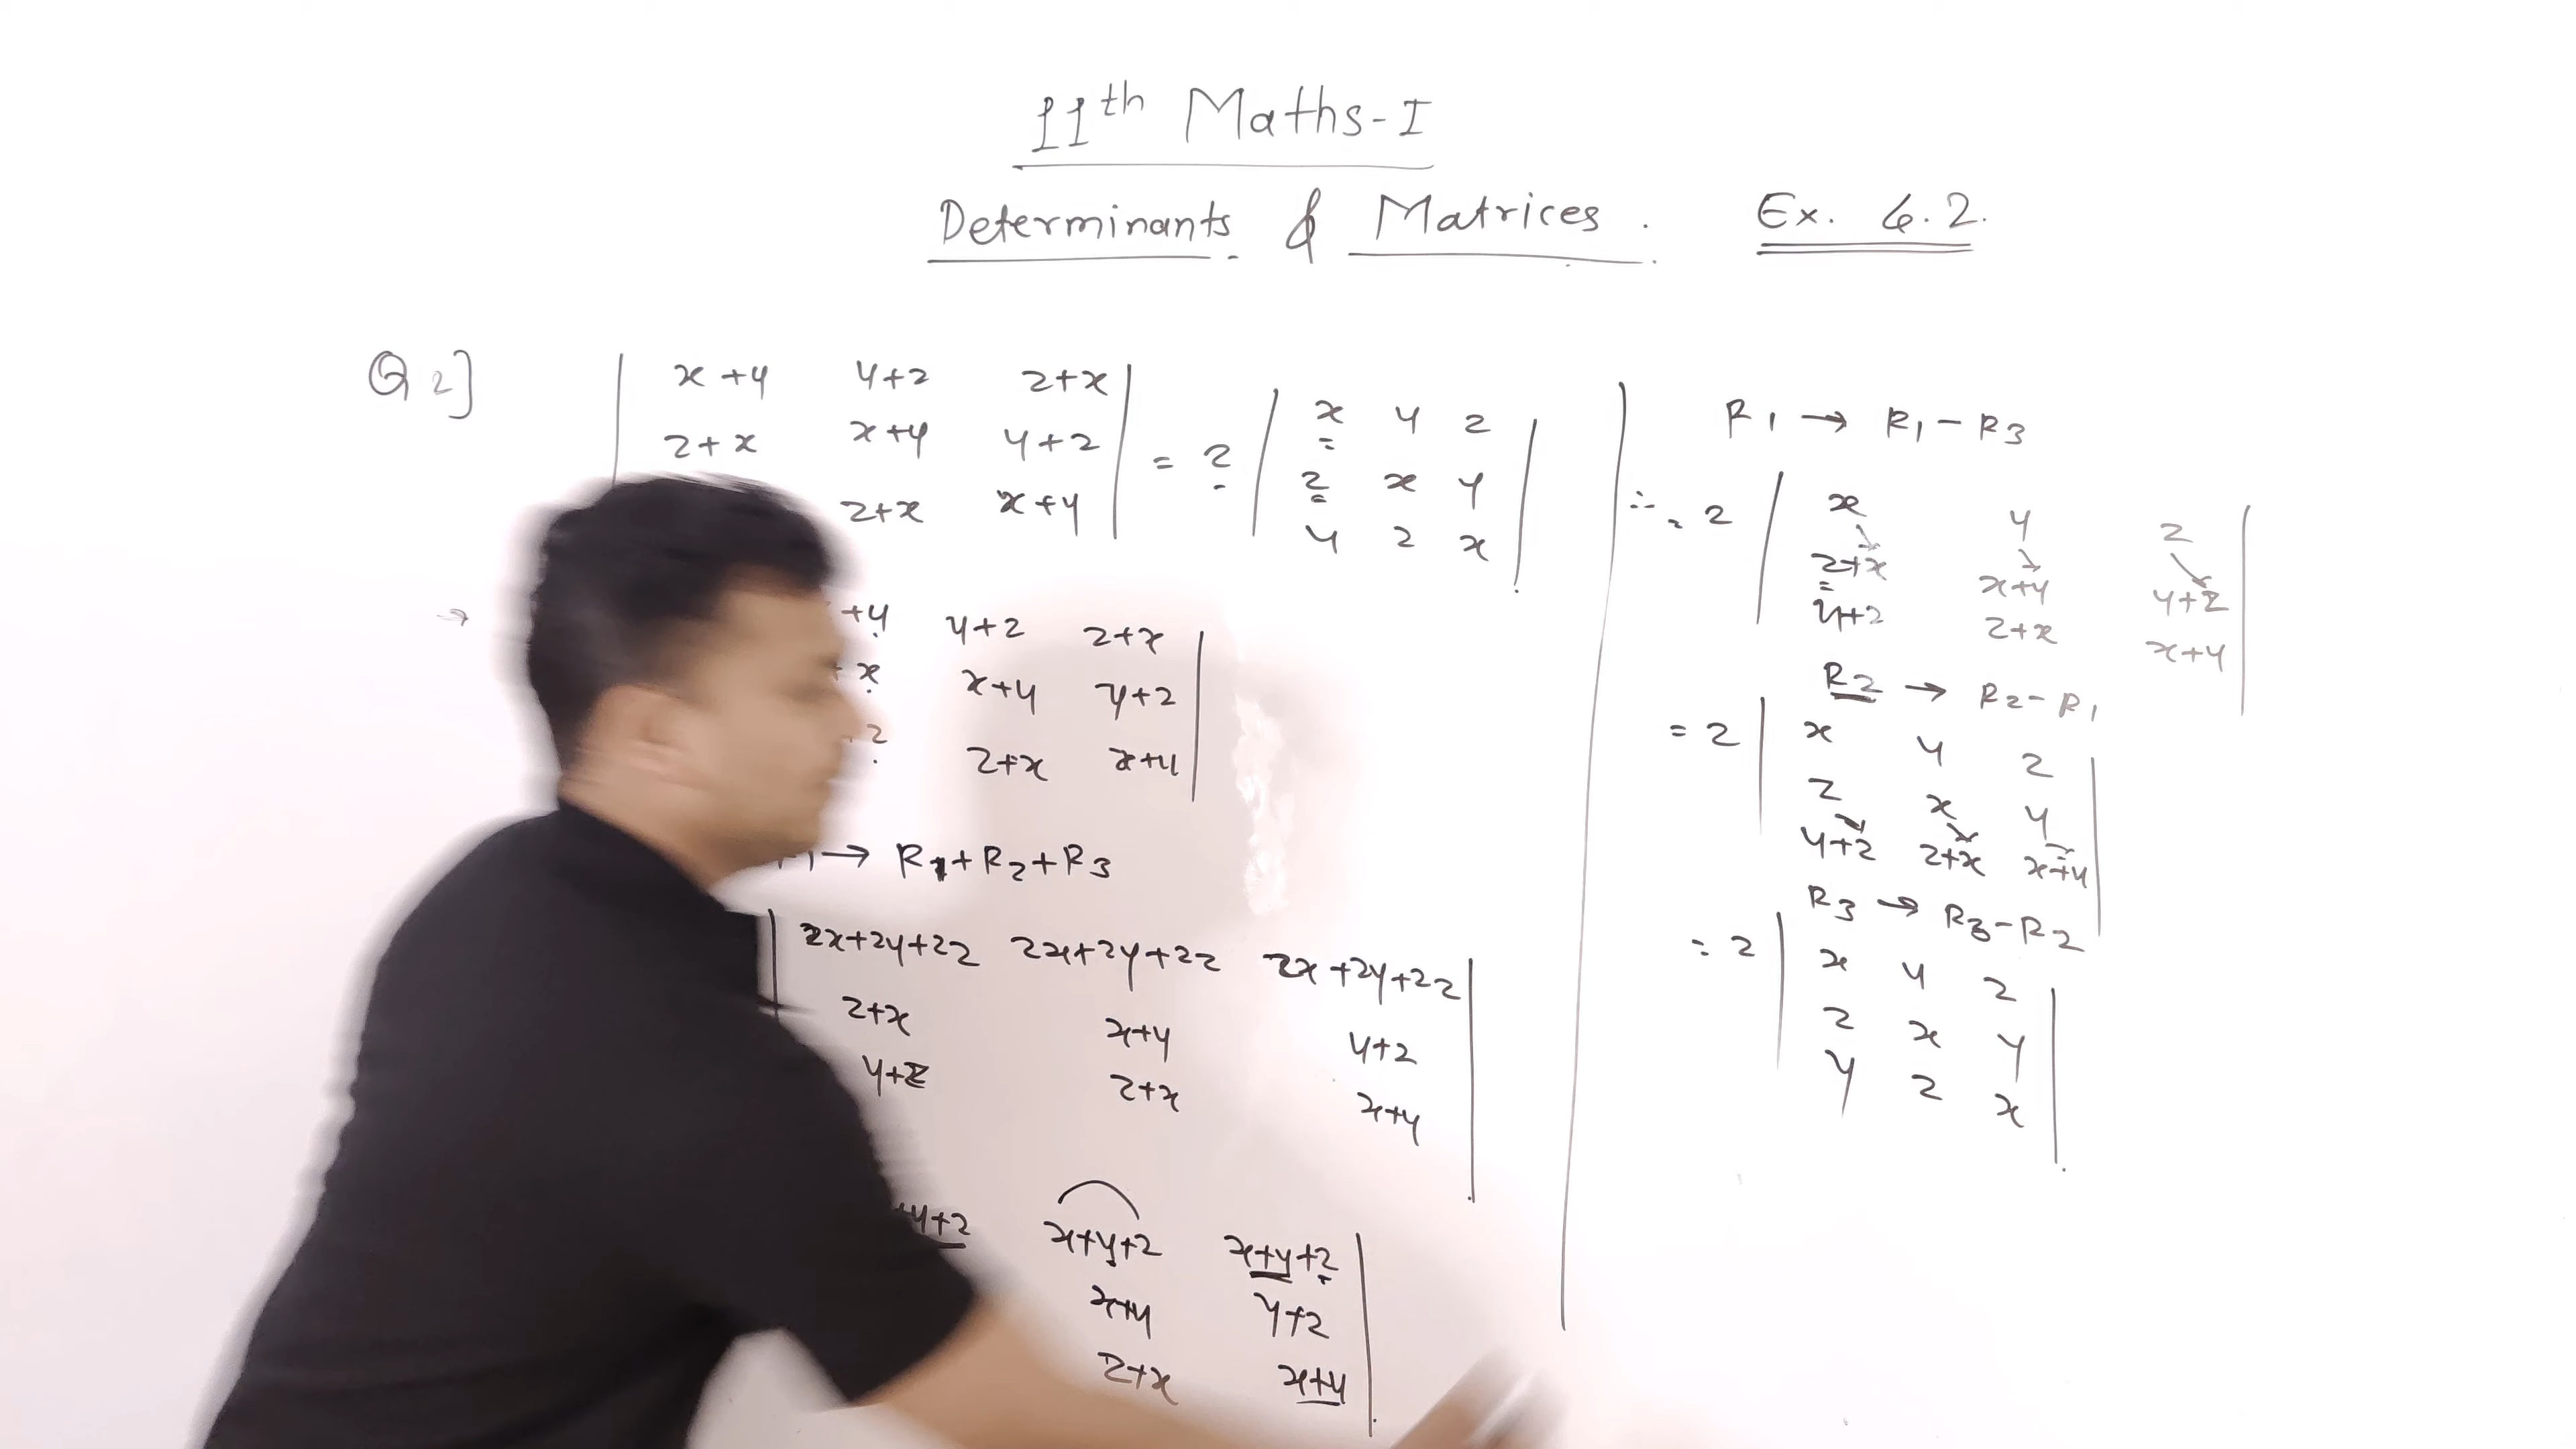 11th Maths-I
Determinants & Matrices. Ex. 6.2.
Q 2]
x+y y+z z+x
z+x x+y y+z
z+x x+y
= 2
x y z
z x y
y z x
→
+y y+z z+x
+x x+y y+z
z z+x x+y
→ R1+R2+R3
2x+2y+2z 2x+2y+2z 2x+2y+2z
z+x x+y y+z
y+z z+x x+y
+y+z x+y+z x+y+z
x+y y+z
z+x x+y
R1 → R1-R3
∴ = 2
x y z
z+x x+y y+z
y+z z+x x+y
R2 → R2-R1
= 2
x y z
z x y
y+z z+x x+y
R3 → R3-R2
= 2
x y z
z x y
y z x